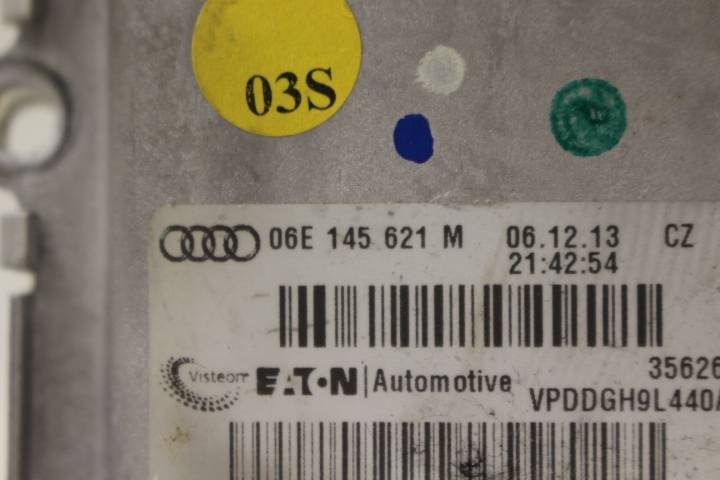 03S
06E 145 621 M 06.12.13 CZ
21:42:54
Visteon EATON Automotive 35626
VPDDGH9L440A